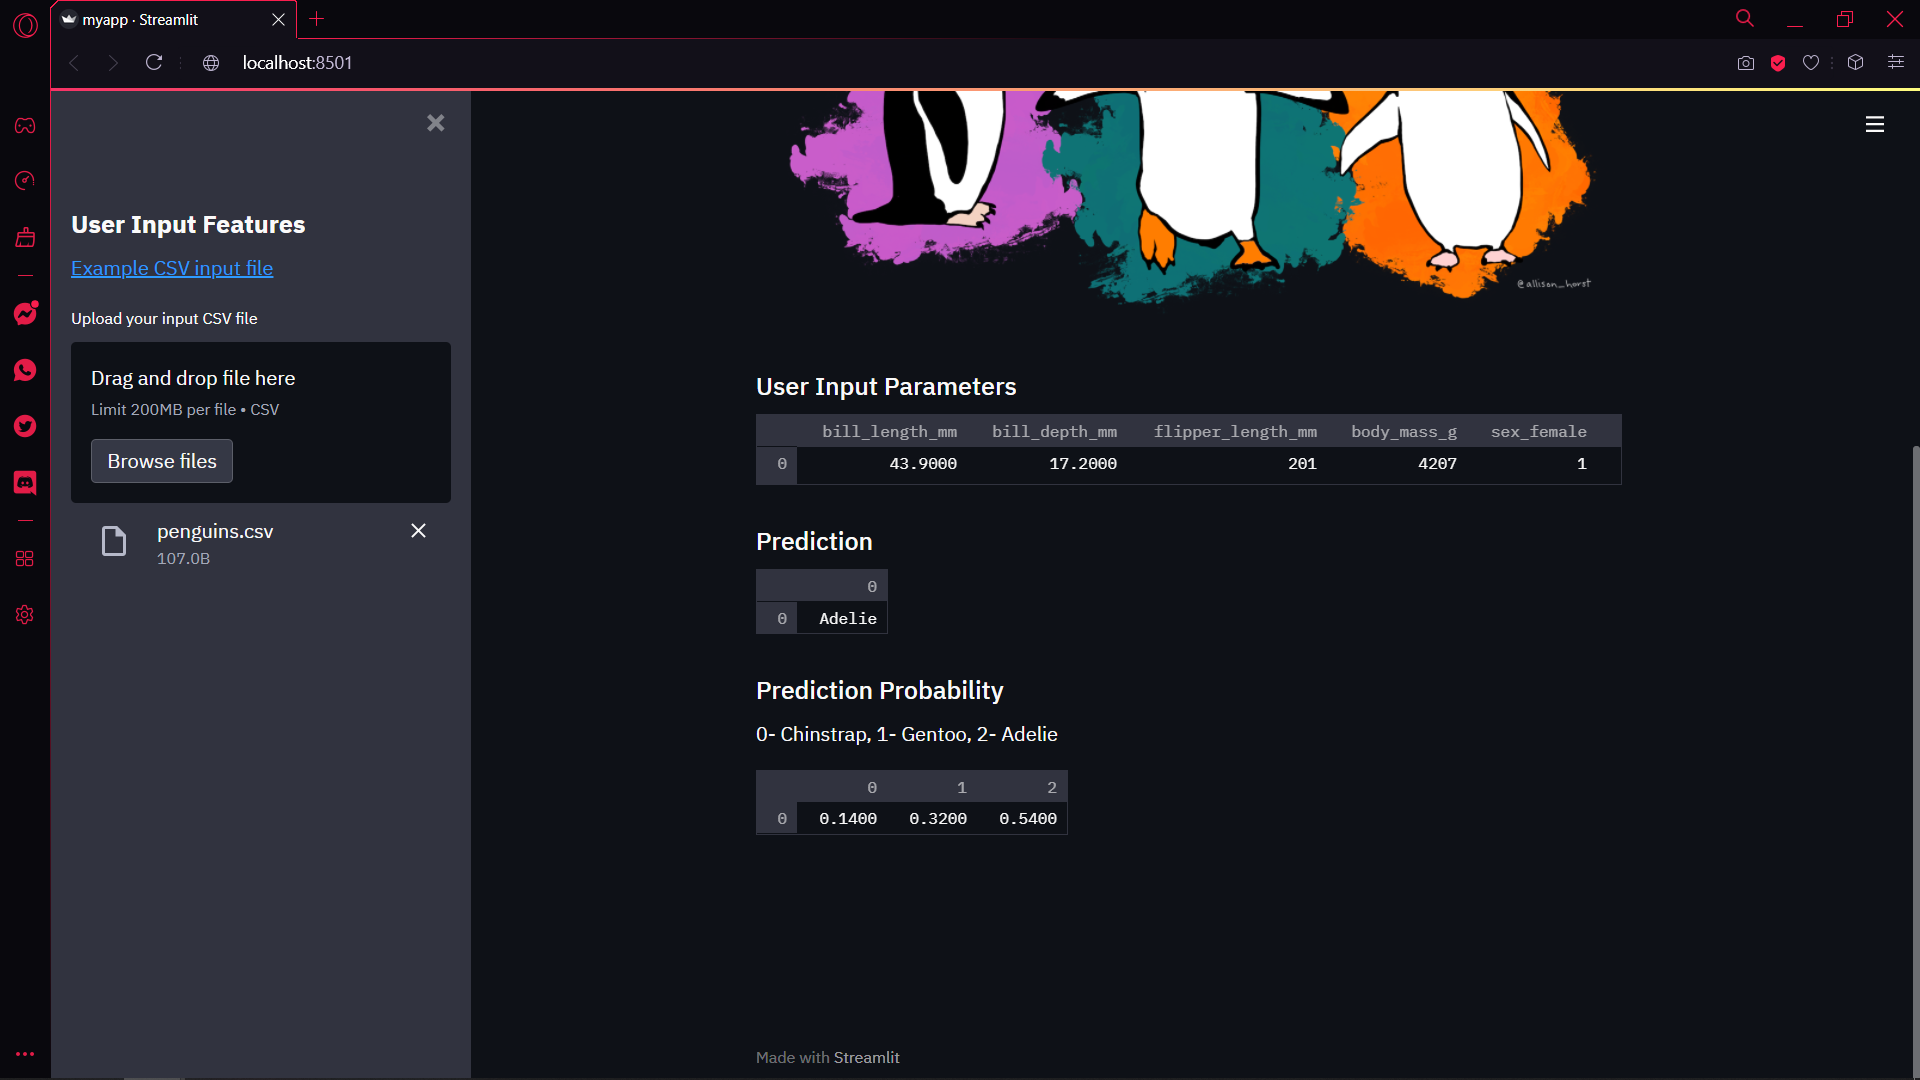 myapp · Streamlit
localhost:8501
User Input Features
Example CSV input file
Upload your input CSV file
Drag and drop file here
Limit 200MB per file • CSV
Browse files
penguins.csv
107.0B
@allison_horst
User Input Parameters
bill_length_mm bill_depth_mm flipper_length_mm body_mass_g sex_female
0 43.9000 17.2000 201 4207 1
Prediction
0
0 Adelie
Prediction Probability
0- Chinstrap, 1- Gentoo, 2- Adelie
0 1 2
0 0.1400 0.3200 0.5400
Made with Streamlit